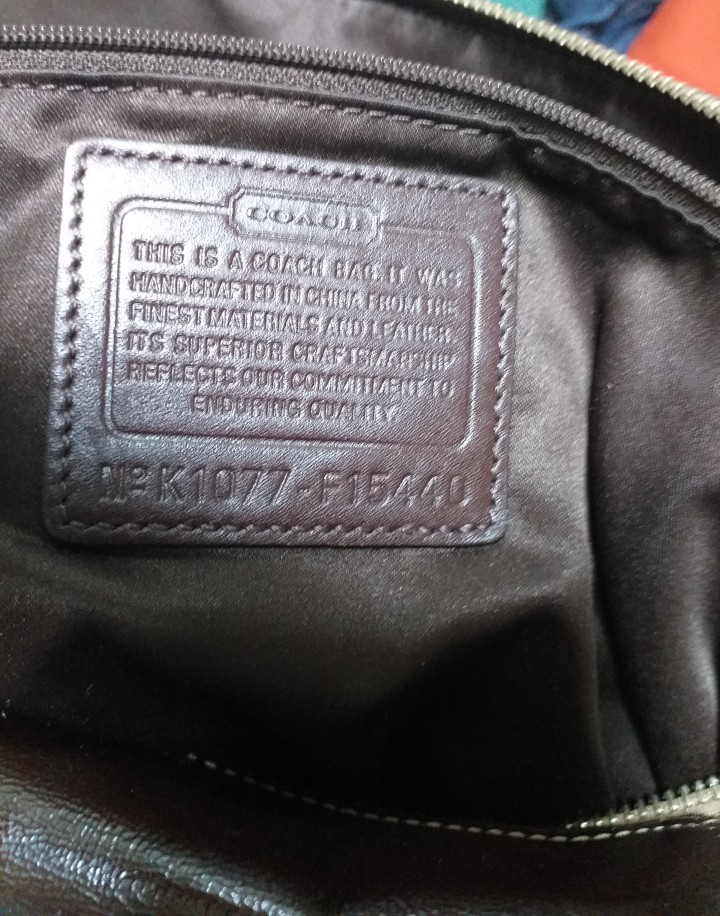 COACH
THIS IS A COACH BAG. IT WAS
HANDCRAFTED IN CHINA FROM THE
FINEST MATERIALS AND LEATHER.
ITS SUPERIOR CRAFTSMANSHIP
REFLECTS OUR COMMITMENT TO
ENDURING QUALITY.
Nº K1077-F15440